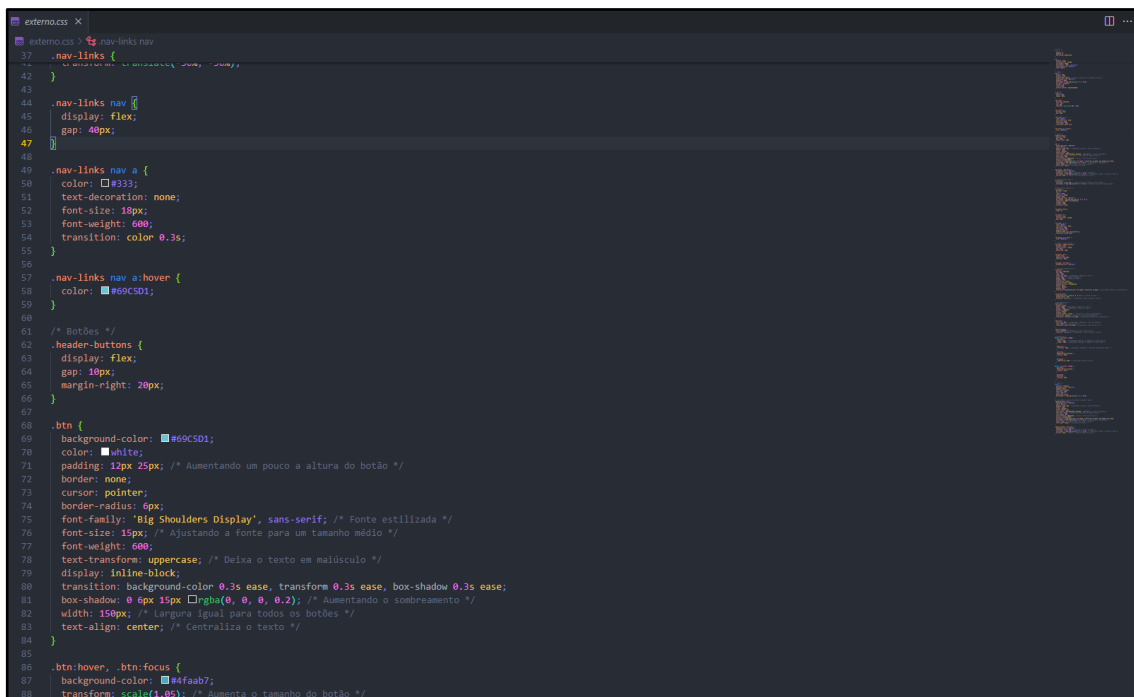 externo.css ×
externo.css > .nav-links nav
37 .nav-links {
41 transform: translate(-50%, -50%);
42 }
43
44 .nav-links nav {
45 display: flex;
46 gap: 40px;
47 }
48
49 .nav-links nav a {
50 color: #333;
51 text-decoration: none;
52 font-size: 18px;
53 font-weight: 600;
54 transition: color 0.3s;
55 }
56
57 .nav-links nav a:hover {
58 color: #69C5D1;
59 }
60
61 /* Botões */
62 .header-buttons {
63 display: flex;
64 gap: 10px;
65 margin-right: 20px;
66 }
67
68 .btn {
69 background-color: #69C5D1;
70 color: white;
71 padding: 12px 25px; /* Aumentando um pouco a altura do botão */
72 border: none;
73 cursor: pointer;
74 border-radius: 6px;
75 font-family: 'Big Shoulders Display', sans-serif; /* Fonte estilizada */
76 font-size: 15px; /* Ajustando a fonte para um tamanho médio */
77 font-weight: 600;
78 text-transform: uppercase; /* Deixa o texto em maiúsculo */
79 display: inline-block;
80 transition: background-color 0.3s ease, transform 0.3s ease, box-shadow 0.3s ease;
81 box-shadow: 0 6px 15px rgba(0, 0, 0, 0.2); /* Aumentando o sombreamento */
82 width: 150px; /* Largura igual para todos os botões */
83 text-align: center; /* Centraliza o texto */
84 }
85
86 .btn:hover, .btn:focus {
87 background-color: #4faab7;
88 transform: scale(1.05); /* Aumenta o tamanho do botão */